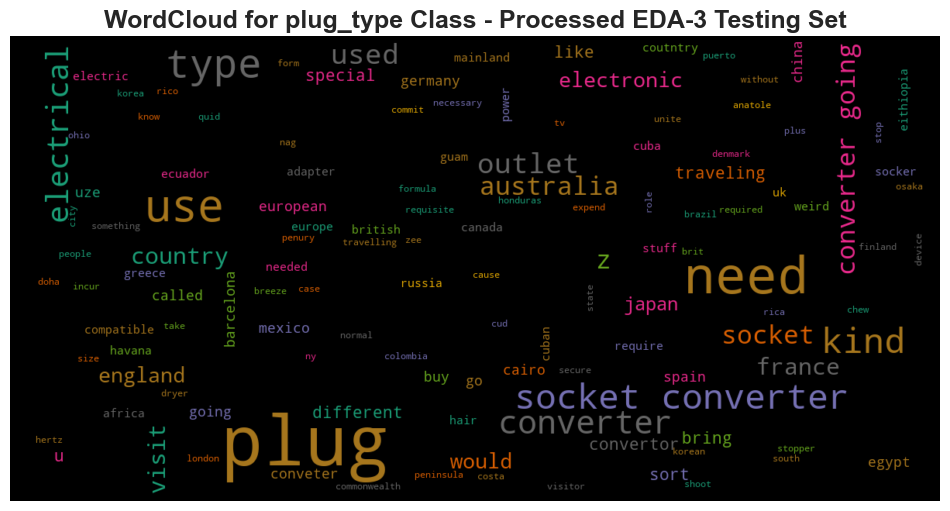 WordCloud for plug_type Class - Processed EDA-3 Testing Set
type
used
like
coutntry
puerto
mainland
china
electrical
electric
form
special
germany
electronic
without
converter going
eithiopia
korea
rico
power
necessary
commit
anatole
know
quid
tv
unite
plus
stop
ohio
nag
cuba
denmark
guam
outlet
ecuador
adapter
traveling
socker
uze
use
formula
australia
uk
osaka
city
something
european
requisite
honduras
expend
role
brazil
required
weird
europe
british
canada
penury
travelling
zee
people
country
stuff
brit
finland
device
greece
needed
z
doha
incur
called
barcelona
breeze
case
russia
cause
need
state
japan
rica
chew
compatible
take
mexico
normal
cud
cuban
socket
kind
havana
size
ny
colombia
require
england
dryer
buy
go
cairo
secure
spain
france
africa
going
different
socket converter
hair
converter
hertz
u
visit
plug
convertor
korean
bring
stopper
london
conveter
would
peninsula
costa
sort
south
egypt
commonwealth
visitor
shoot